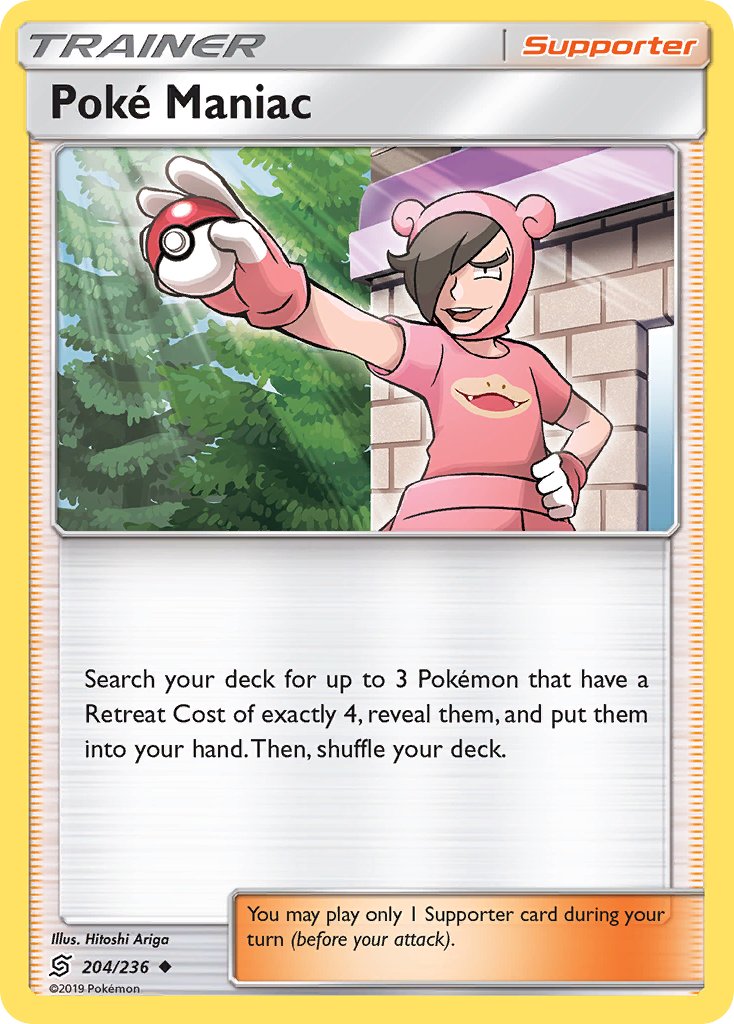 TRAINER
Supporter
Poké Maniac
Search your deck for up to 3 Pokémon that have a
Retreat Cost of exactly 4, reveal them, and put them
into your hand. Then, shuffle your deck.
You may play only 1 Supporter card during your
turn (before your attack).
Illus. Hitoshi Ariga
204/236 ◆
©2019 Pokémon